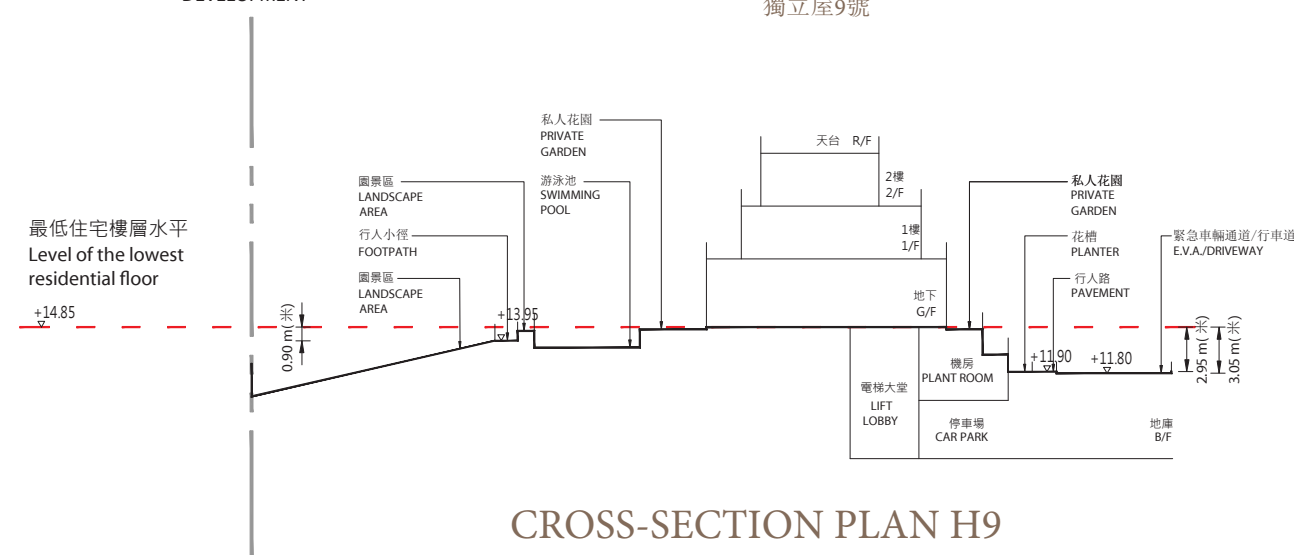 獨立屋9號
私人花園
PRIVATE
GARDEN
天台 R/F
園景區
LANDSCAPE
AREA
游泳池
SWIMMING
POOL
2樓
2/F
私人花園
PRIVATE
GARDEN
最低住宅樓層水平
Level of the lowest
residential floor
行人小徑
FOOTPATH
1樓
1/F
花槽
PLANTER
緊急車輛通道/行車道
E.V.A./DRIVEWAY
園景區
LANDSCAPE
AREA
行人路
PAVEMENT
地下
G/F
+14.85
+13.95
0.90 m(米)
+11.90
+11.80
2.95 m(米)
3.05 m(米)
機房
PLANT ROOM
電梯大堂
LIFT
LOBBY
停車場
CAR PARK
地庫
B/F
CROSS-SECTION PLAN H9